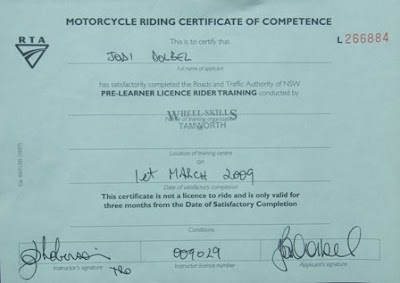 MOTORCYCLE RIDING CERTIFICATE OF COMPETENCE
RTA
L 266884
This is to certify that
JODI DOLBEL
Full name of applicant
has satisfactorily completed the Roads and Traffic Authority of NSW
PRE-LEARNER LICENCE RIDER TRAINING conducted by
WHEEL-SKILLS
Name of training organisation
TAMWORTH
Location of training centre
on
1st MARCH 2009
Date of satisfactory completion
This certificate is not a licence to ride and is only valid for
three months from the Date of Satisfactory Completion
Conditions
009029
Instructor's signature
Instructor licence number
Applicant's signature